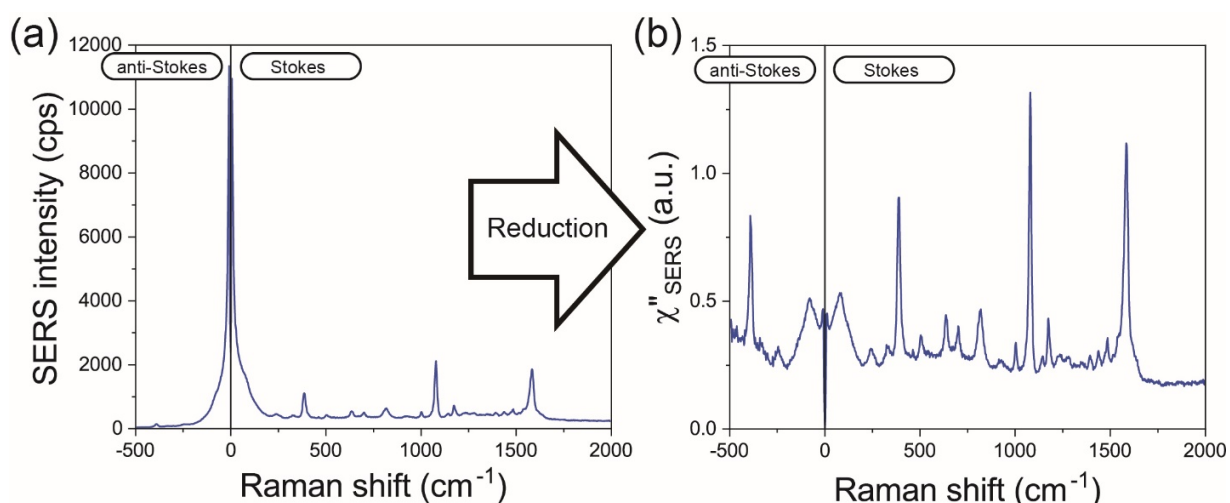 (a)
12000
10000
8000
6000
4000
2000
0
SERS intensity (cps)
anti-Stokes
Stokes
-500
0
500
1000
1500
2000
Raman shift (cm⁻¹)
Reduction
(b)
1.5
1.0
0.5
0.0
χ"SERS (a.u.)
anti-Stokes
Stokes
-500
0
500
1000
1500
2000
Raman shift (cm⁻¹)